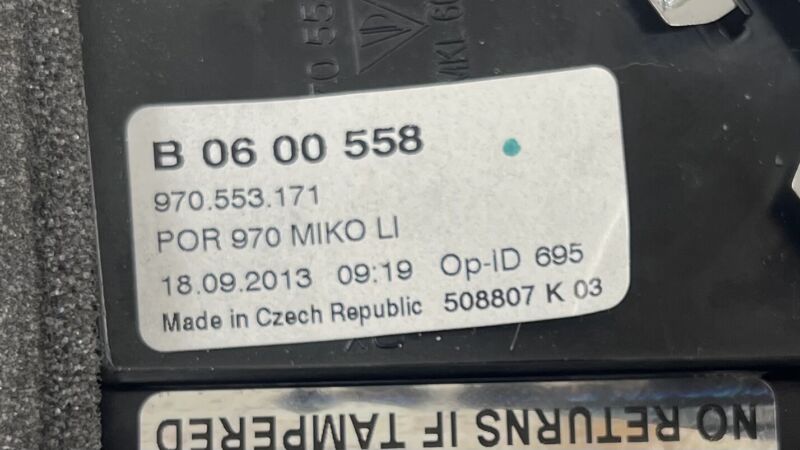 B 06 00 558
970.553.171
POR 970 MIKO LI
18.09.2013 09:19 Op-ID 695
Made in Czech Republic 508807 K 03
NO RETURNS IF TAMPERED